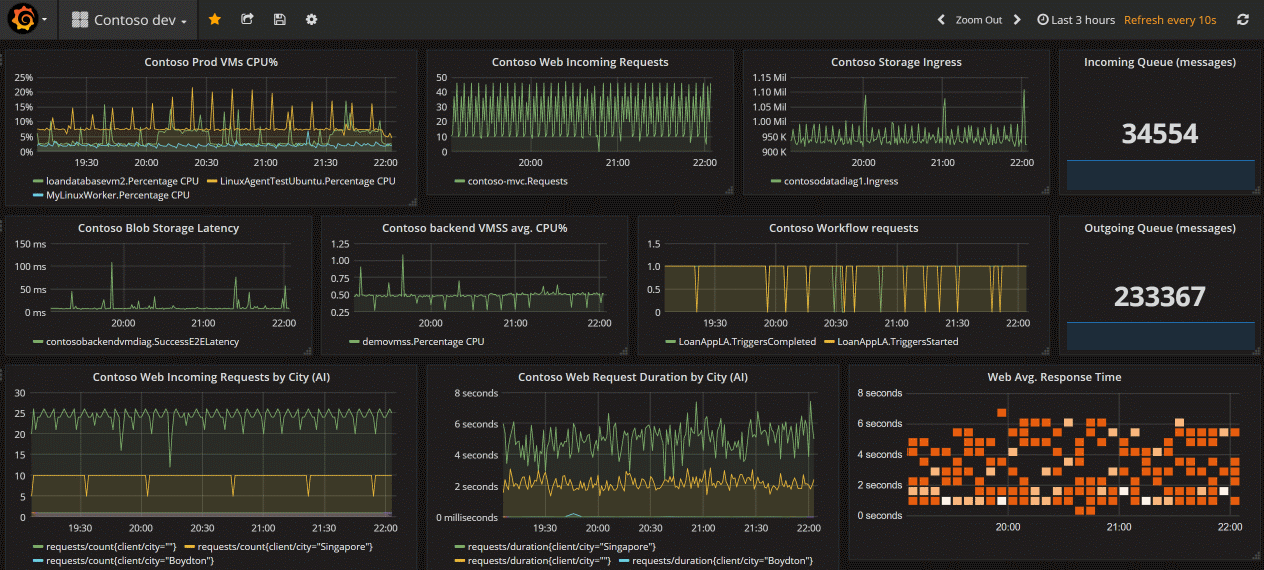 Contoso dev
Zoom Out
Last 3 hours
Refresh every 10s
Contoso Prod VMs CPU%
25%
20%
15%
10%
5%
0%
19:30 20:00 20:30 21:00 21:30 22:00
loandatabasevm2.Percentage CPU LinuxAgentTestUbuntu.Percentage CPU
MyLinuxWorker.Percentage CPU
Contoso Web Incoming Requests
50
40
30
20
10
0
20:00 21:00 22:00
contoso-mvc.Requests
Contoso Storage Ingress
1.15 Mil
1.10 Mil
1.05 Mil
1.00 Mil
950 K
900 K
20:00 21:00 22:00
contosodatadiag1.Ingress
Incoming Queue (messages)
34554
Contoso Blob Storage Latency
150 ms
100 ms
50 ms
0 ms
20:00 21:00 22:00
contosobackendvmdiag.SuccessE2ELatency
Contoso backend VMSS avg. CPU%
1.25
1.00
0.75
0.50
0.25
20:00 21:00 22:00
demovmss.Percentage CPU
Contoso Workflow requests
1.5
1.0
0.5
0
19:30 20:00 20:30 21:00 21:30 22:00
LoanAppLA.TriggersCompleted LoanAppLA.TriggersStarted
Outgoing Queue (messages)
233367
Contoso Web Incoming Requests by City (AI)
30
25
20
15
10
5
0
19:30 20:00 20:30 21:00 21:30 22:00
requests/count{client/city=""} requests/count{client/city="Singapore"}
requests/count{client/city="Boydton"}
Contoso Web Request Duration by City (AI)
8 seconds
6 seconds
4 seconds
2 seconds
0 milliseconds
19:30 20:00 20:30 21:00 21:30 22:00
requests/duration{client/city="Singapore"}
requests/duration{client/city=""} requests/duration{client/city="Boydton"}
Web Avg. Response Time
8 seconds
6 seconds
4 seconds
2 seconds
0 seconds
20:00 21:00 22:00